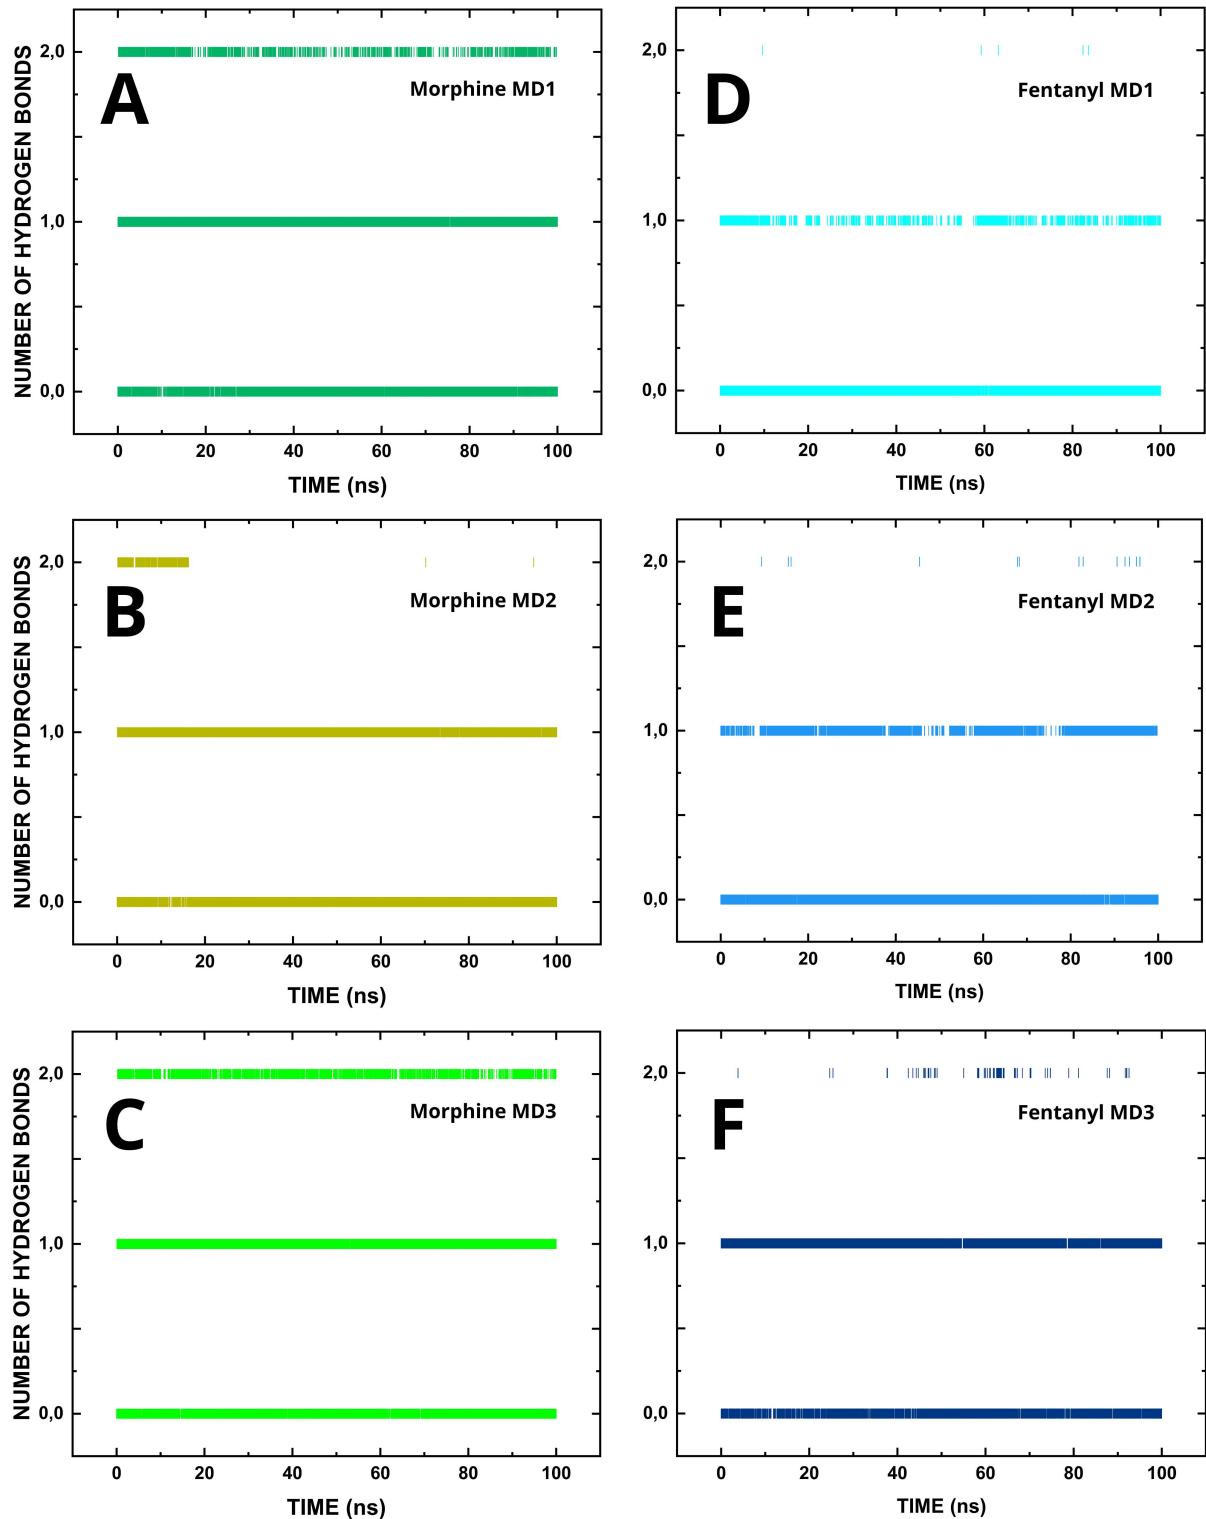 NUMBER OF HYDROGEN BONDS
2,0
1,0
0,0
A
Morphine MD1
0 20 40 60 80 100
TIME (ns)
2,0
1,0
0,0
D
Fentanyl MD1
0 20 40 60 80 100
TIME (ns)
NUMBER OF HYDROGEN BONDS
2,0
1,0
0,0
B
Morphine MD2
0 20 40 60 80 100
TIME (ns)
2,0
1,0
0,0
E
Fentanyl MD2
0 20 40 60 80 100
TIME (ns)
NUMBER OF HYDROGEN BONDS
2,0
1,0
0,0
C
Morphine MD3
0 20 40 60 80 100
TIME (ns)
2,0
1,0
0,0
F
Fentanyl MD3
0 20 40 60 80 100
TIME (ns)